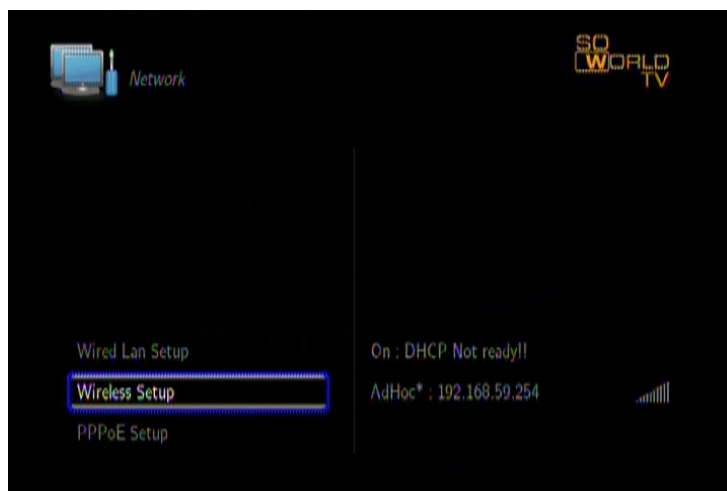 Network
SO
WORLD
TV
Wired Lan Setup
On : DHCP Not ready!!
Wireless Setup
AdHoc* : 192.168.59.254
PPPoE Setup